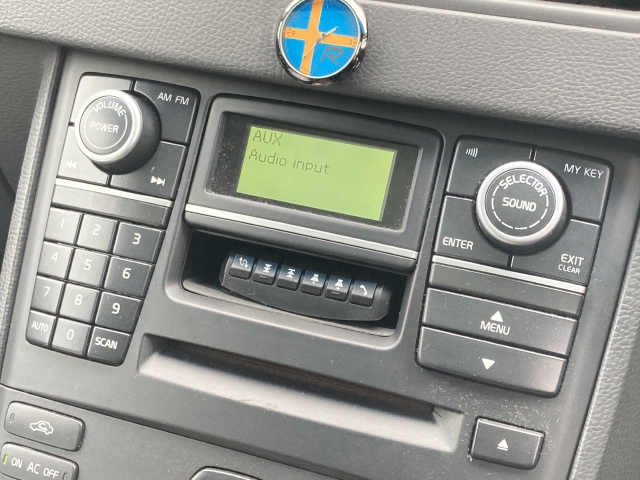 R
VOLUME
POWER
AM FM
AUX
Audio input
MY KEY
SELECTOR
SOUND
ENTER
EXIT
CLEAR
MENU
1 2 3
4 5 6
7 8 9
AUTO 0 SCAN
ON AC OFF